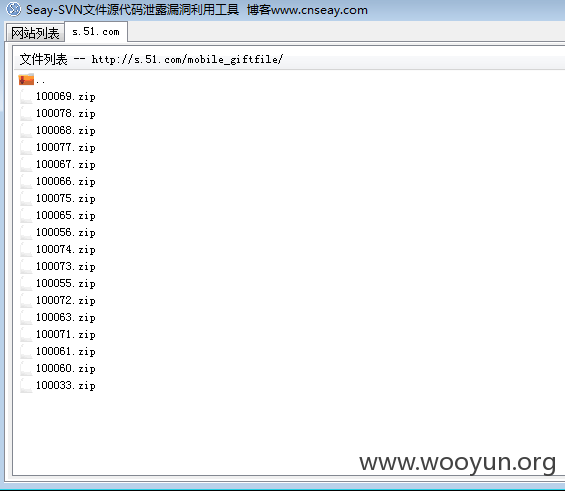 Seay-SVN文件源代码泄露漏洞利用工具 博客www.cnseay.com
网站列表 s.51.com
文件列表 -- http://s.51.com/mobile_giftfile/
..
100069.zip
100078.zip
100068.zip
100077.zip
100067.zip
100066.zip
100075.zip
100065.zip
100056.zip
100074.zip
100073.zip
100055.zip
100072.zip
100063.zip
100071.zip
100061.zip
100060.zip
100033.zip
www.wooyun.org